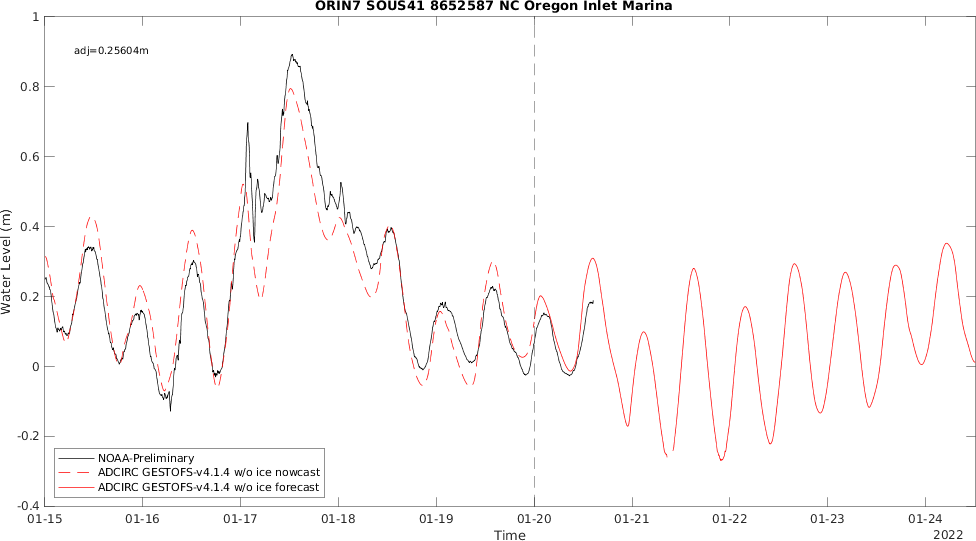 ORIN7 SOUS41 8652587 NC Oregon Inlet Marina
adj=0.25604m
Water Level (m)
1
0.8
0.6
0.4
0.2
0
-0.2
-0.4
NOAA-Preliminary
ADCIRC GESTOFS-v4.1.4 w/o ice nowcast
ADCIRC GESTOFS-v4.1.4 w/o ice forecast
01-15 01-16 01-17 01-18 01-19 01-20 01-21 01-22 01-23 01-24
Time
2022